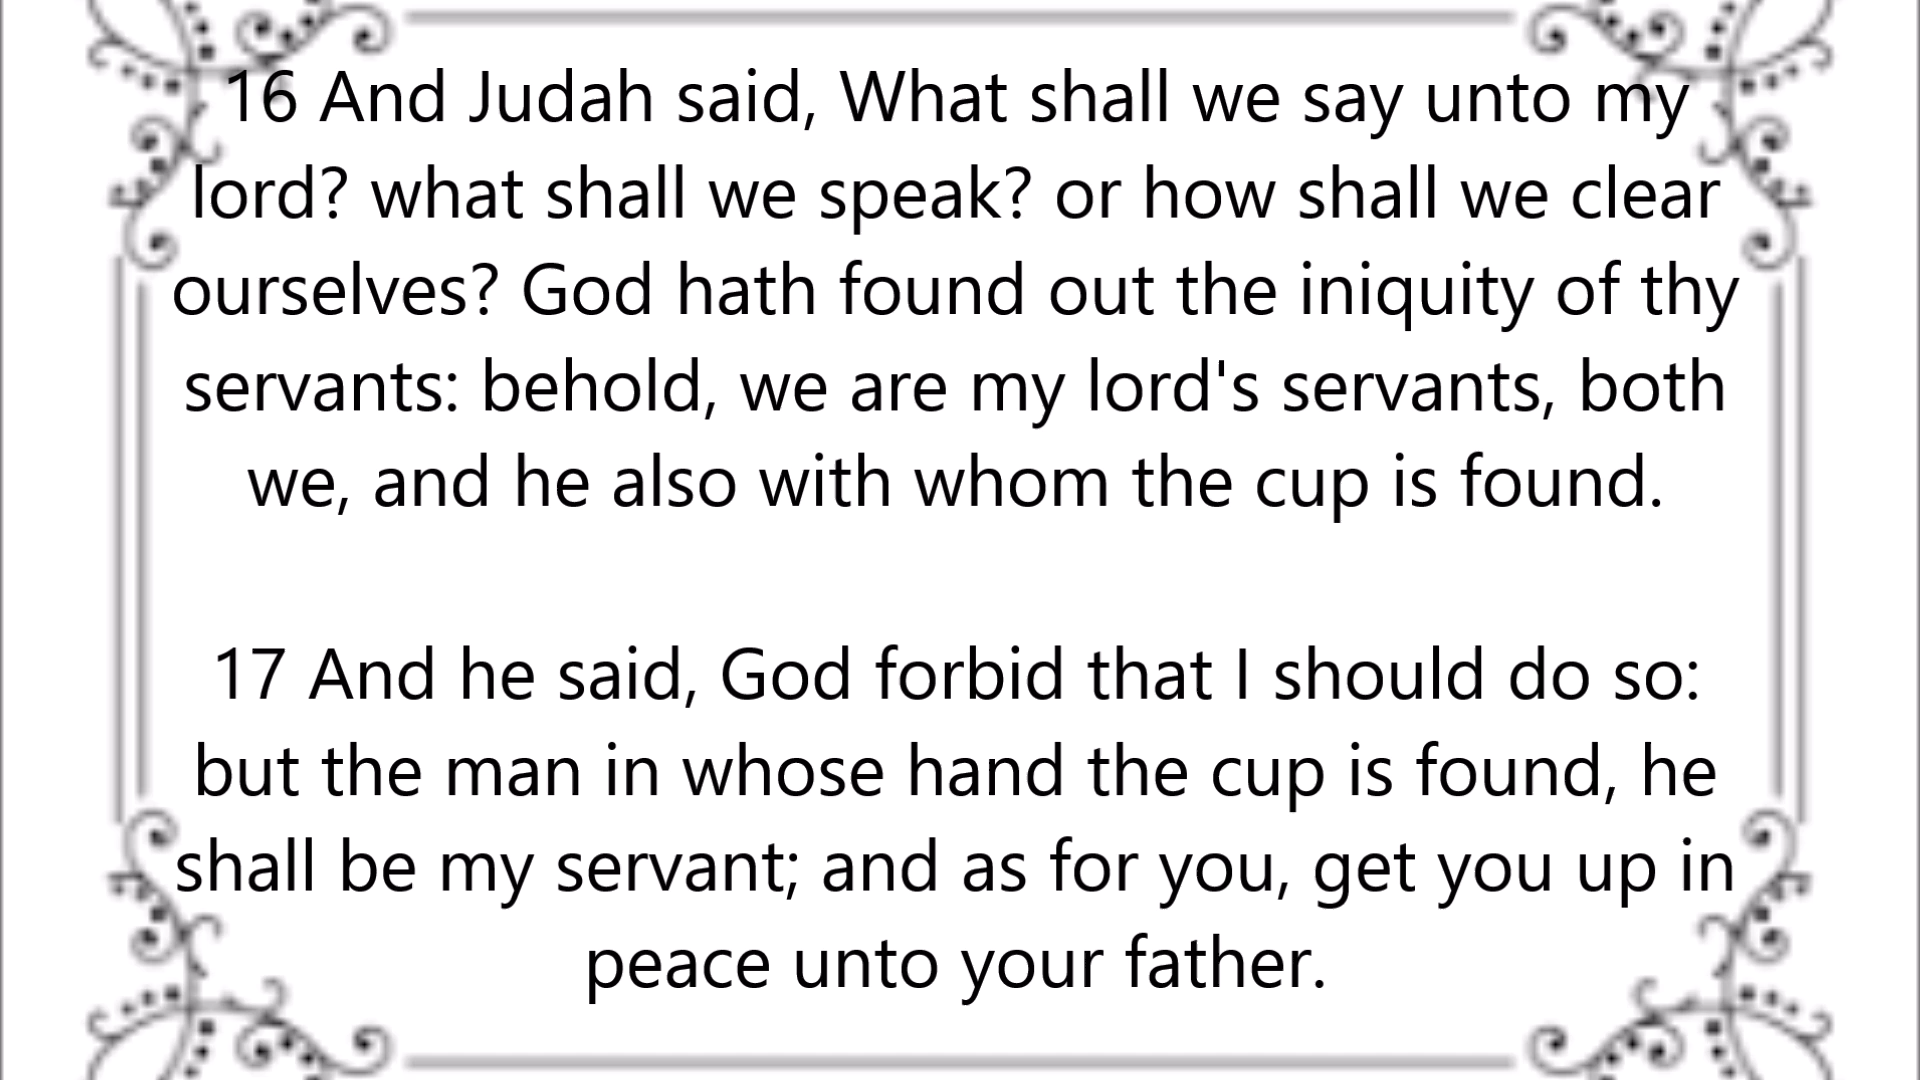 16 And Judah said, What shall we say unto my
lord? what shall we speak? or how shall we clear
ourselves? God hath found out the iniquity of thy
servants: behold, we are my lord's servants, both
we, and he also with whom the cup is found.
17 And he said, God forbid that I should do so:
but the man in whose hand the cup is found, he
shall be my servant; and as for you, get you up in
peace unto your father.